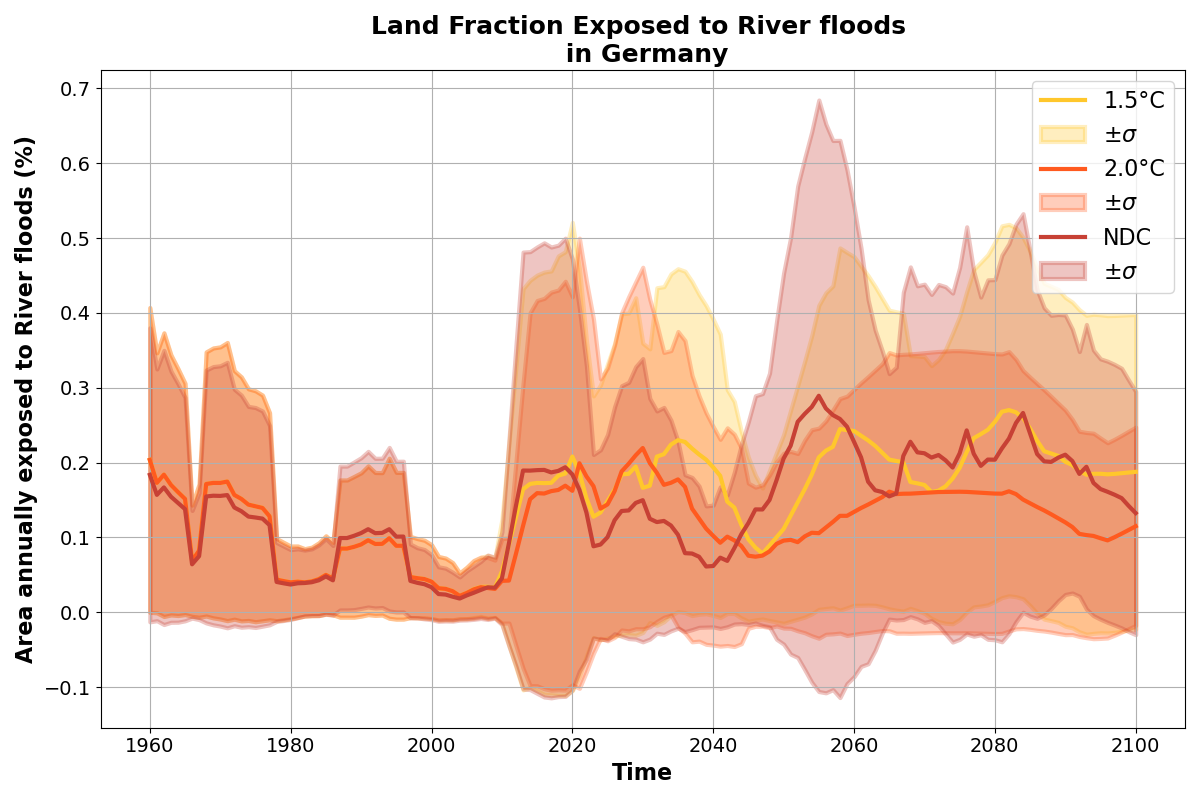 Land Fraction Exposed to River floods
in Germany
Area annually exposed to River floods (%)
0.7
0.6
0.5
0.4
0.3
0.2
0.1
0.0
−0.1
1960
1980
2000
2020
2040
2060
2080
2100
Time
1.5°C
±σ
2.0°C
±σ
NDC
±σ